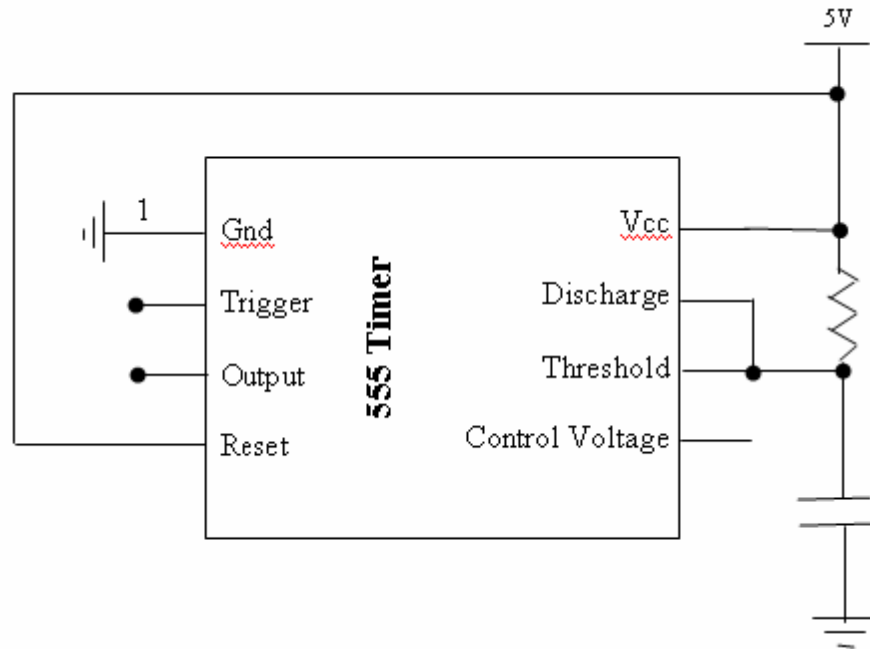 5V
1
Gnd
Vcc
Trigger
Discharge
555 Timer
Output
Threshold
Reset
Control Voltage